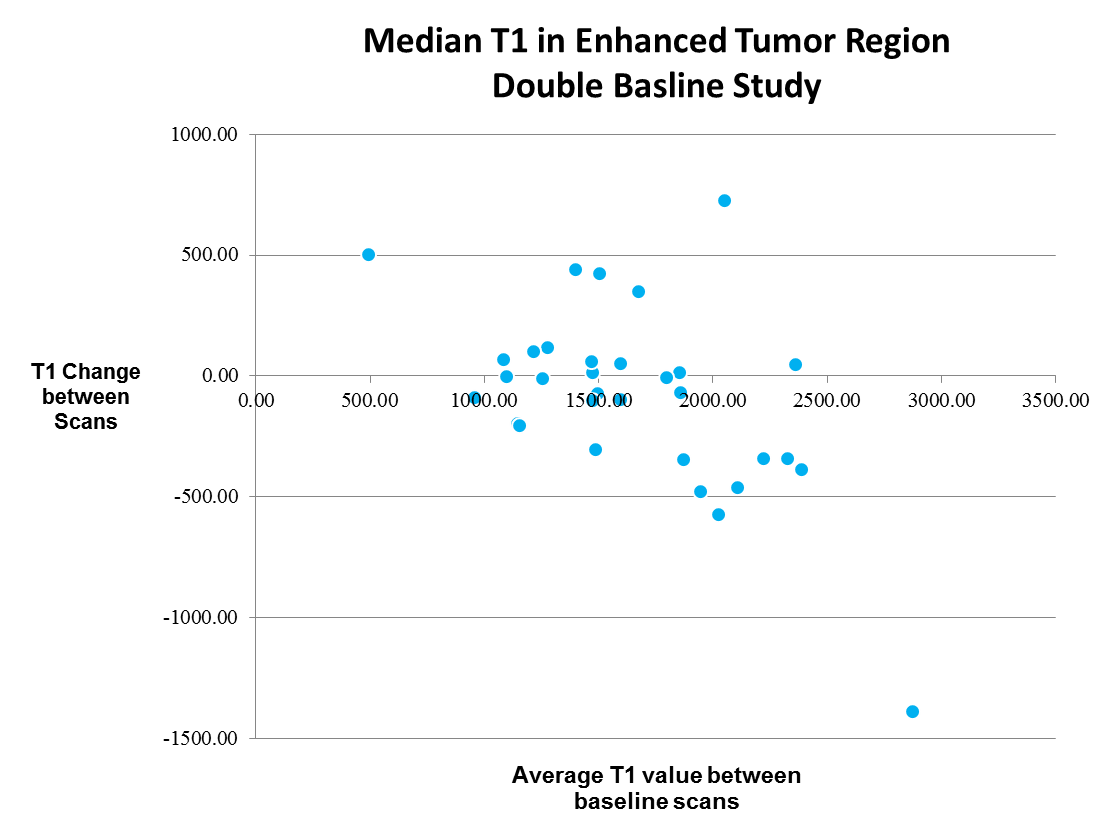 Median T1 in Enhanced Tumor Region
Double Basline Study
1000.00
500.00
0.00
-500.00
-1000.00
-1500.00
T1 Change
between
Scans
0.00 500.00 1000.00 1500.00 2000.00 2500.00 3000.00 3500.00
Average T1 value between
baseline scans